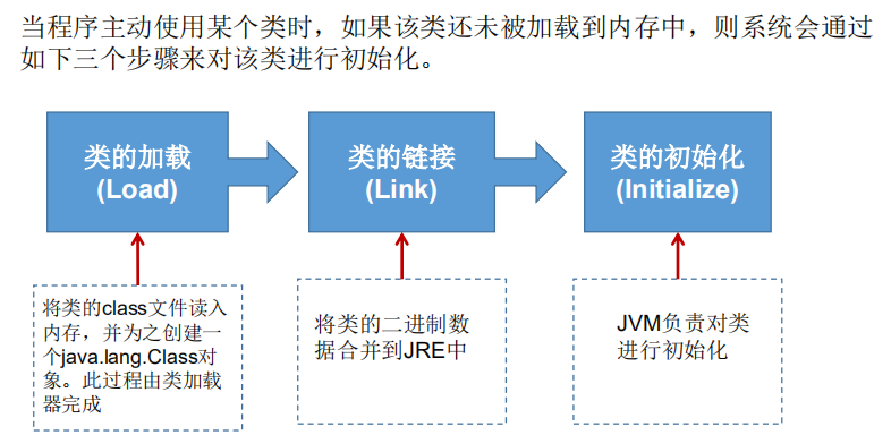 当程序主动使用某个类时，如果该类还未被加载到内存中，则系统会通过
如下三个步骤来对该类进行初始化。
类的加载
(Load)
类的链接
(Link)
类的初始化
(Initialize)
将类的class文件读入
内存，并为之创建一
个java.lang.Class对
象。此过程由类加载
器完成
将类的二进制数
据合并到JRE中
JVM负责对类
进行初始化